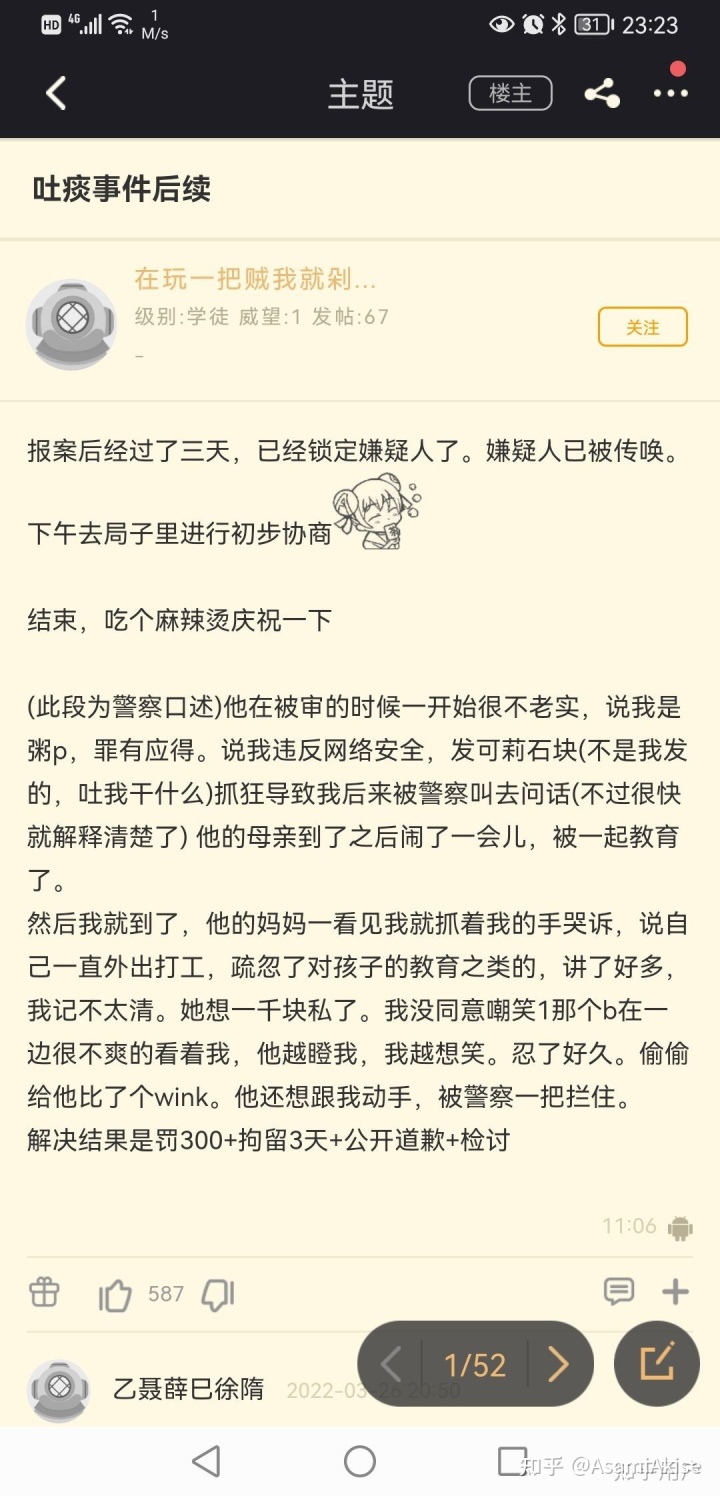 HD 4G 1 M/s 31 23:23
主题 楼主
吐痰事件后续
在玩一把贼我就剁...
级别:学徒 威望:1 发帖:67
关注
-
报案后经过了三天，已经锁定嫌疑人了。嫌疑人已被传唤。
下午去局子里进行初步协商
结束，吃个麻辣烫庆祝一下
(此段为警察口述)他在被审的时候一开始很不老实，说我是
粥p，罪有应得。说我违反网络安全，发可莉石块(不是我发
的，吐我干什么)抓狂导致我后来被警察叫去问话(不过很快
就解释清楚了) 他的母亲到了之后闹了一会儿，被一起教育
了。
然后我就到了，他的妈妈一看见我就抓着我的手哭诉，说自
己一直外出打工，疏忽了对孩子的教育之类的，讲了好多，
我记不太清。她想一千块私了。我没同意嘲笑1那个b在一
边很不爽的看着我，他越瞪我，我越想笑。忍了好久。偷偷
给他比了个wink。他还想跟我动手，被警察一把拦住。
解决结果是罚300+拘留3天+公开道歉+检讨
11:06
587
1/52
乙聂薛巳徐隋 2022-03-26 20:50
知乎 @AsamiAkise